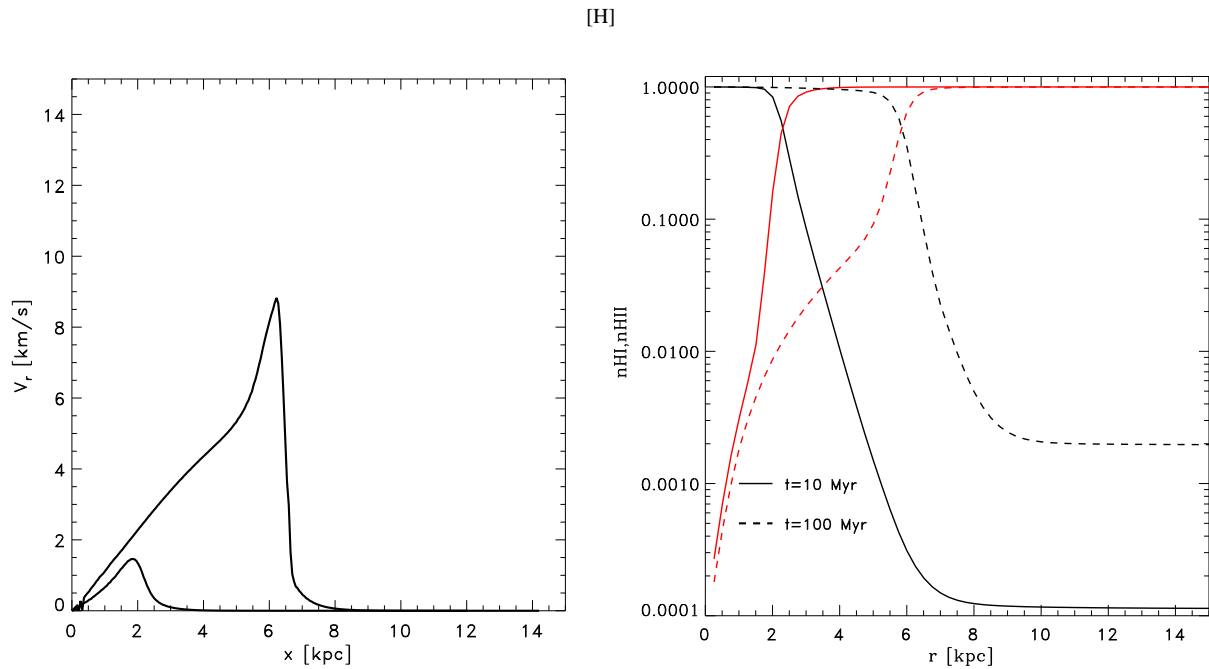 [H]
14
12
10
8
6
4
2
0
V_r [km/s]
0 2 4 6 8 10 12 14
x [kpc]
1.0000
0.1000
0.0100
0.0010
0.0001
nHI,nHII
t=10 Myr
t=100 Myr
0 2 4 6 8 10 12 14
r [kpc]